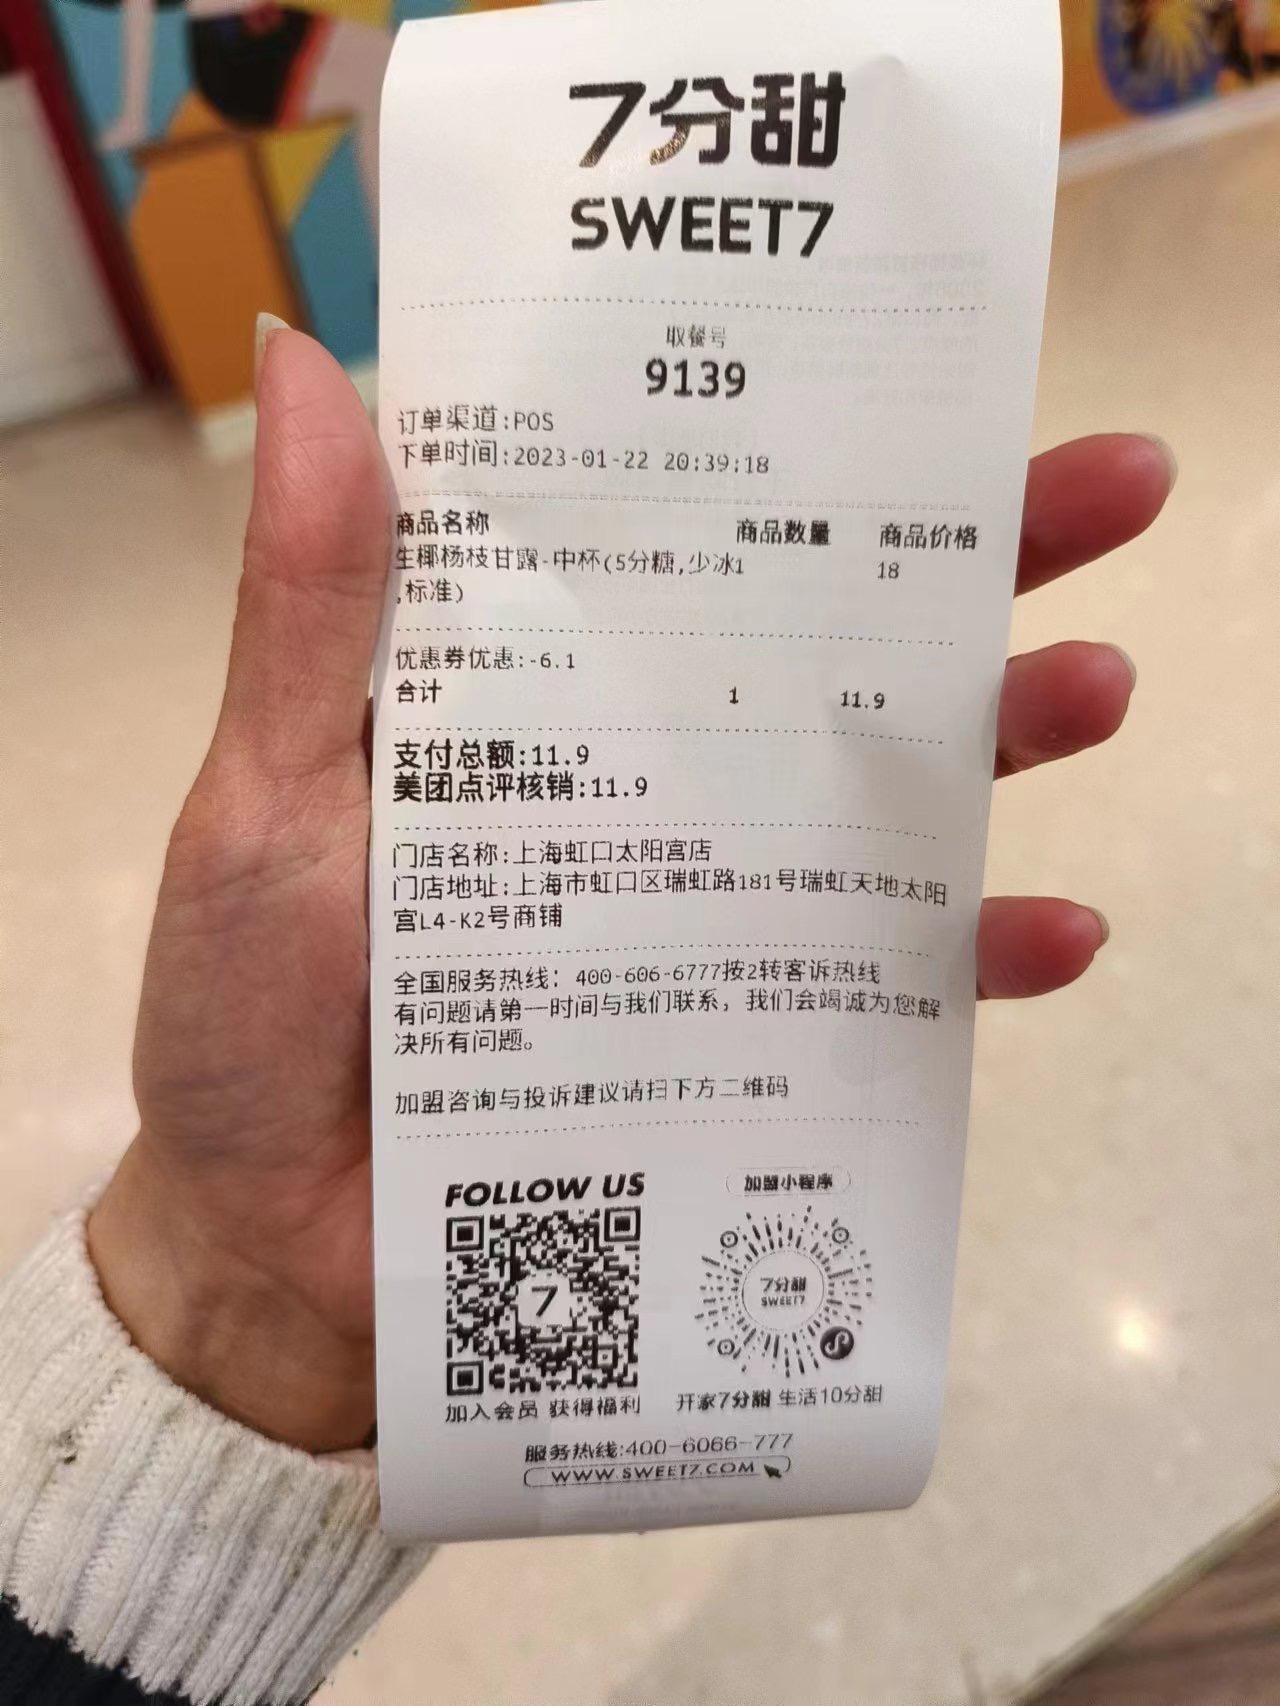 7分甜
SWEET7
取餐号
9139
订单渠道:POS
下单时间:2023-01-22 20:39:18
商品名称 商品数量 商品价格
生椰杨枝甘露-中杯(5分糖,少冰1 18
,标准)
优惠券优惠:-6.1
合计 1 11.9
支付总额:11.9
美团点评核销:11.9
门店名称:上海虹口太阳宫店
门店地址:上海市虹口区瑞虹路181号瑞虹天地太阳
宫L4-K2号商铺
全国服务热线: 400-606-6777按2转客诉热线
有问题请第一时间与我们联系, 我们会竭诚为您解
决所有问题。
加盟咨询与投诉建议请扫下方二维码
FOLLOW US
7
加入会员 获得福利
加盟小程序
7分甜
SWEET7
开家7分甜 生活10分甜
服务热线:400-6066-777
WWW.SWEET7.COM